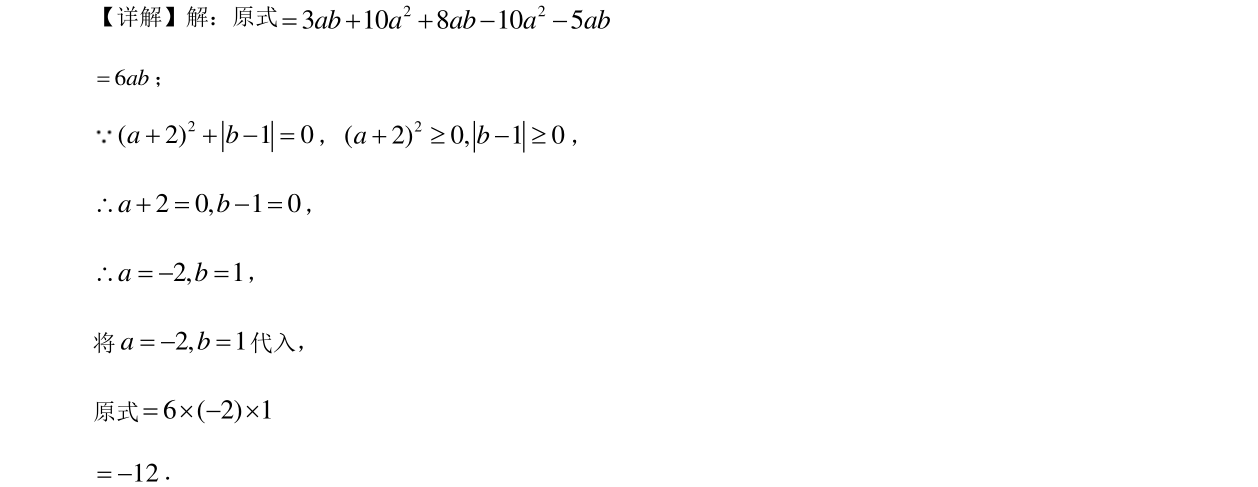 【详解】解：原式=3ab+10a²+8ab−10a²−5ab
=6ab；
∵(a+2)²+|b−1|=0，(a+2)²≥0,|b−1|≥0，
∴a+2=0,b−1=0，
∴a=−2,b=1，
将a=−2,b=1代入，
原式=6×(−2)×1
=−12．